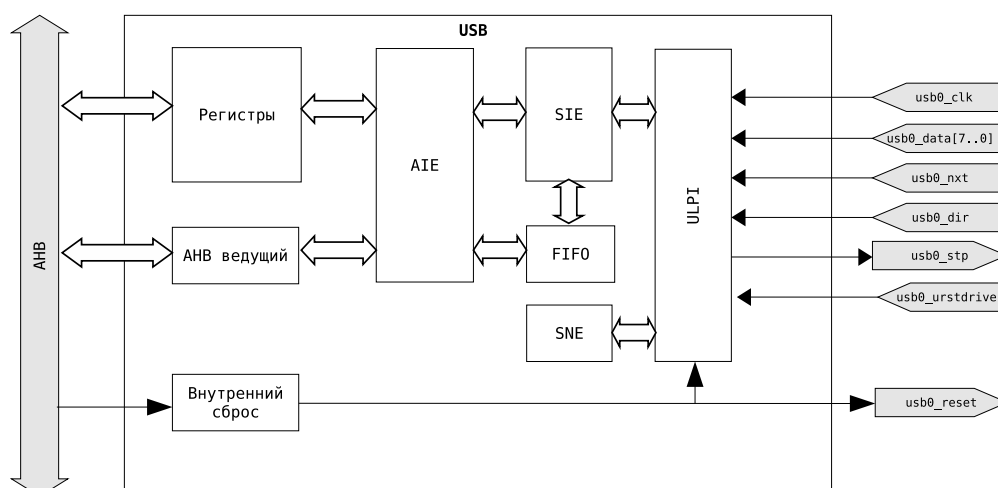 USB
Регистры
AIE
SIE
ULPI
usb0_clk
usb0_data[7..0]
usb0_nxt
usb0_dir
usb0_stp
usb0_urstdrive
AHB
AHB ведущий
FIFO
SNE
Внутренний
сброс
usb0_reset